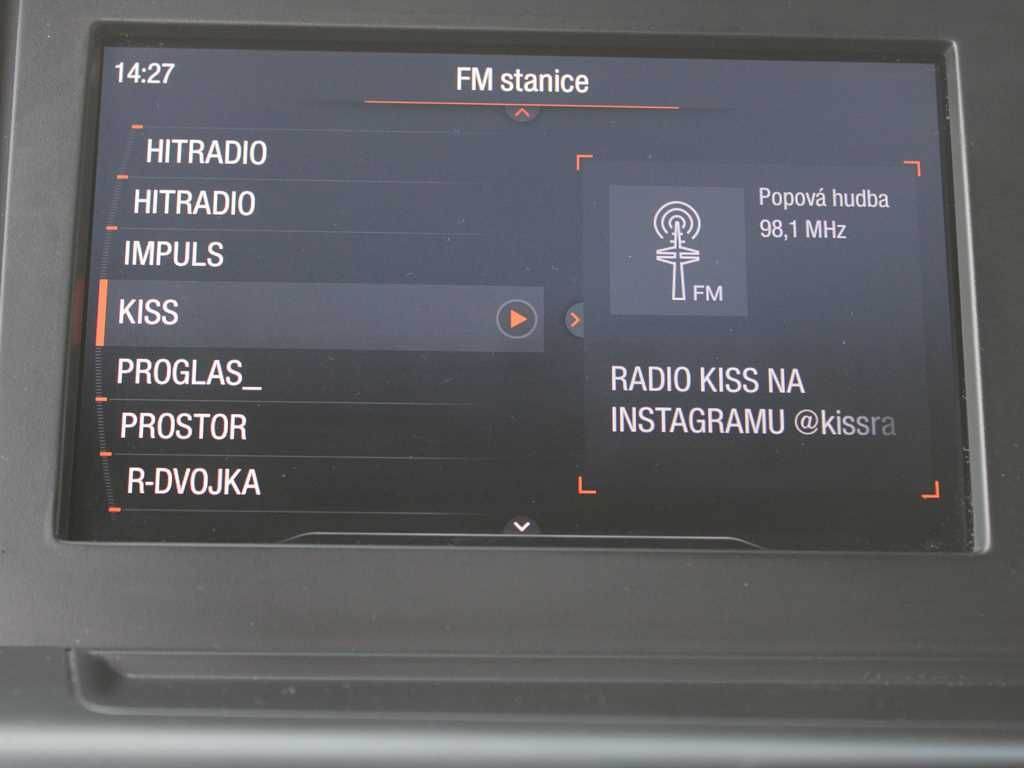 14:27
FM stanice
HITRADIO
HITRADIO
IMPULS
KISS
PROGLAS_
PROSTOR
R-DVOJKA
Popová hudba
98,1 MHz
FM
RADIO KISS NA
INSTAGRAMU @kissra